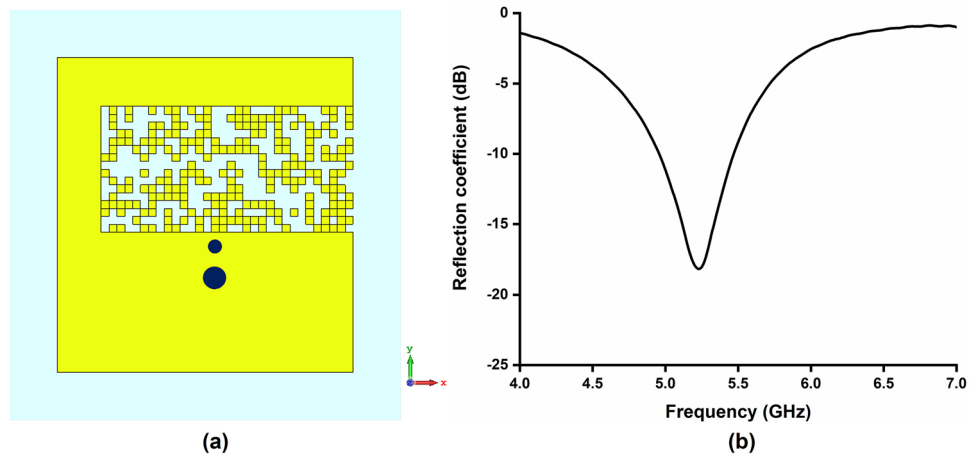 y
z
x
(a)
0
-5
-10
-15
-20
-25
Reflection coefficient (dB)
4.0 4.5 5.0 5.5 6.0 6.5 7.0
Frequency (GHz)
(b)